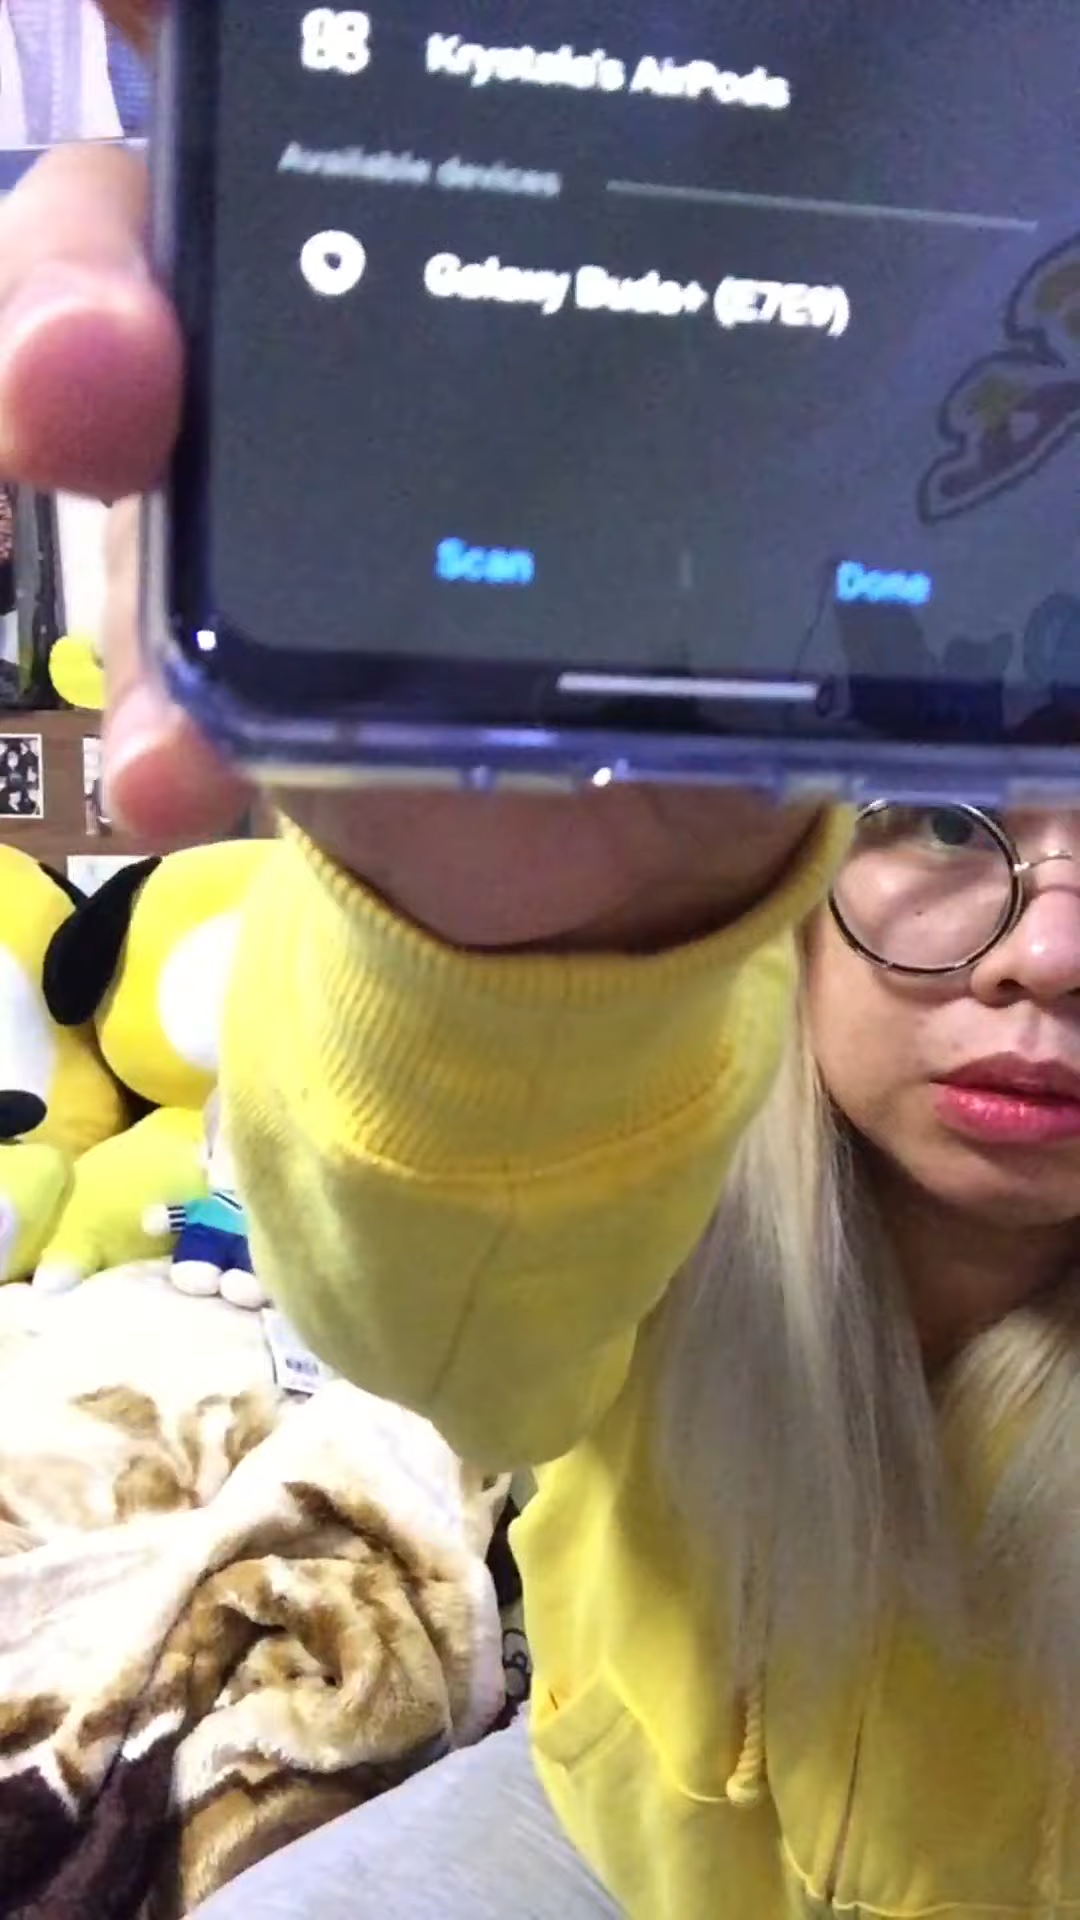 Krystale's AirPods
Available devices
Galaxy Buds+ (E7E9)
Scan
Done